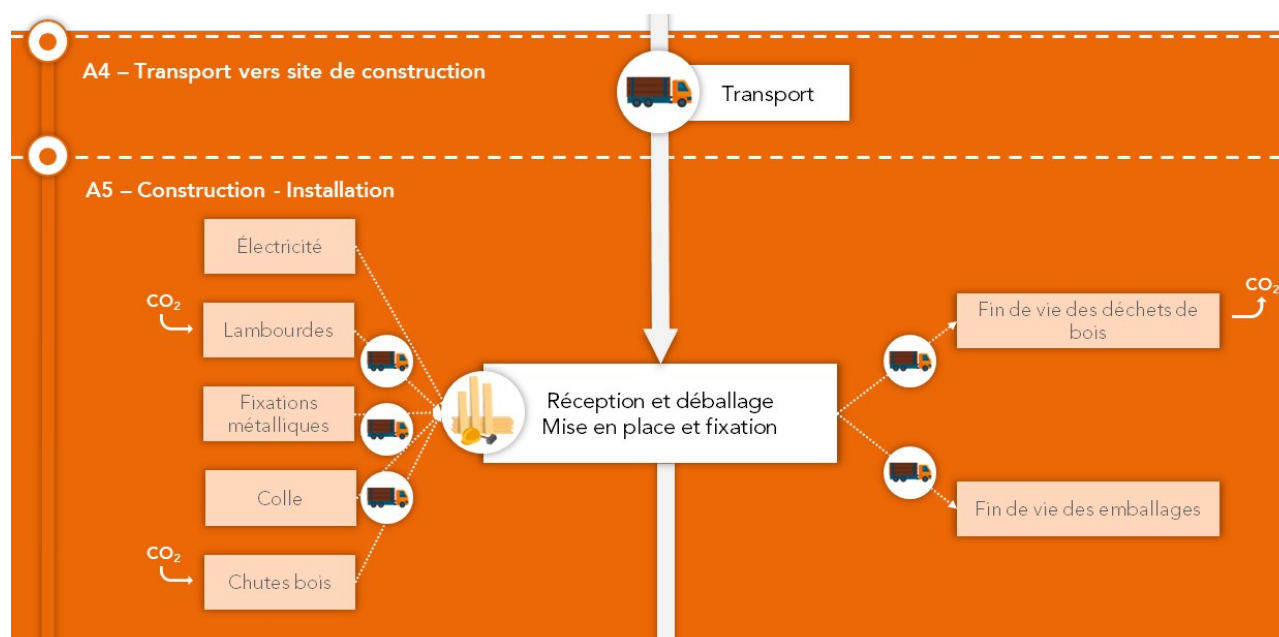 A4 – Transport vers site de construction
Transport
A5 – Construction - Installation
Électricité
CO₂
Lambourdes
Fixations
métalliques
Colle
CO₂
Chutes bois
Réception et déballage
Mise en place et fixation
CO₂
Fin de vie des déchets de
bois
Fin de vie des emballages